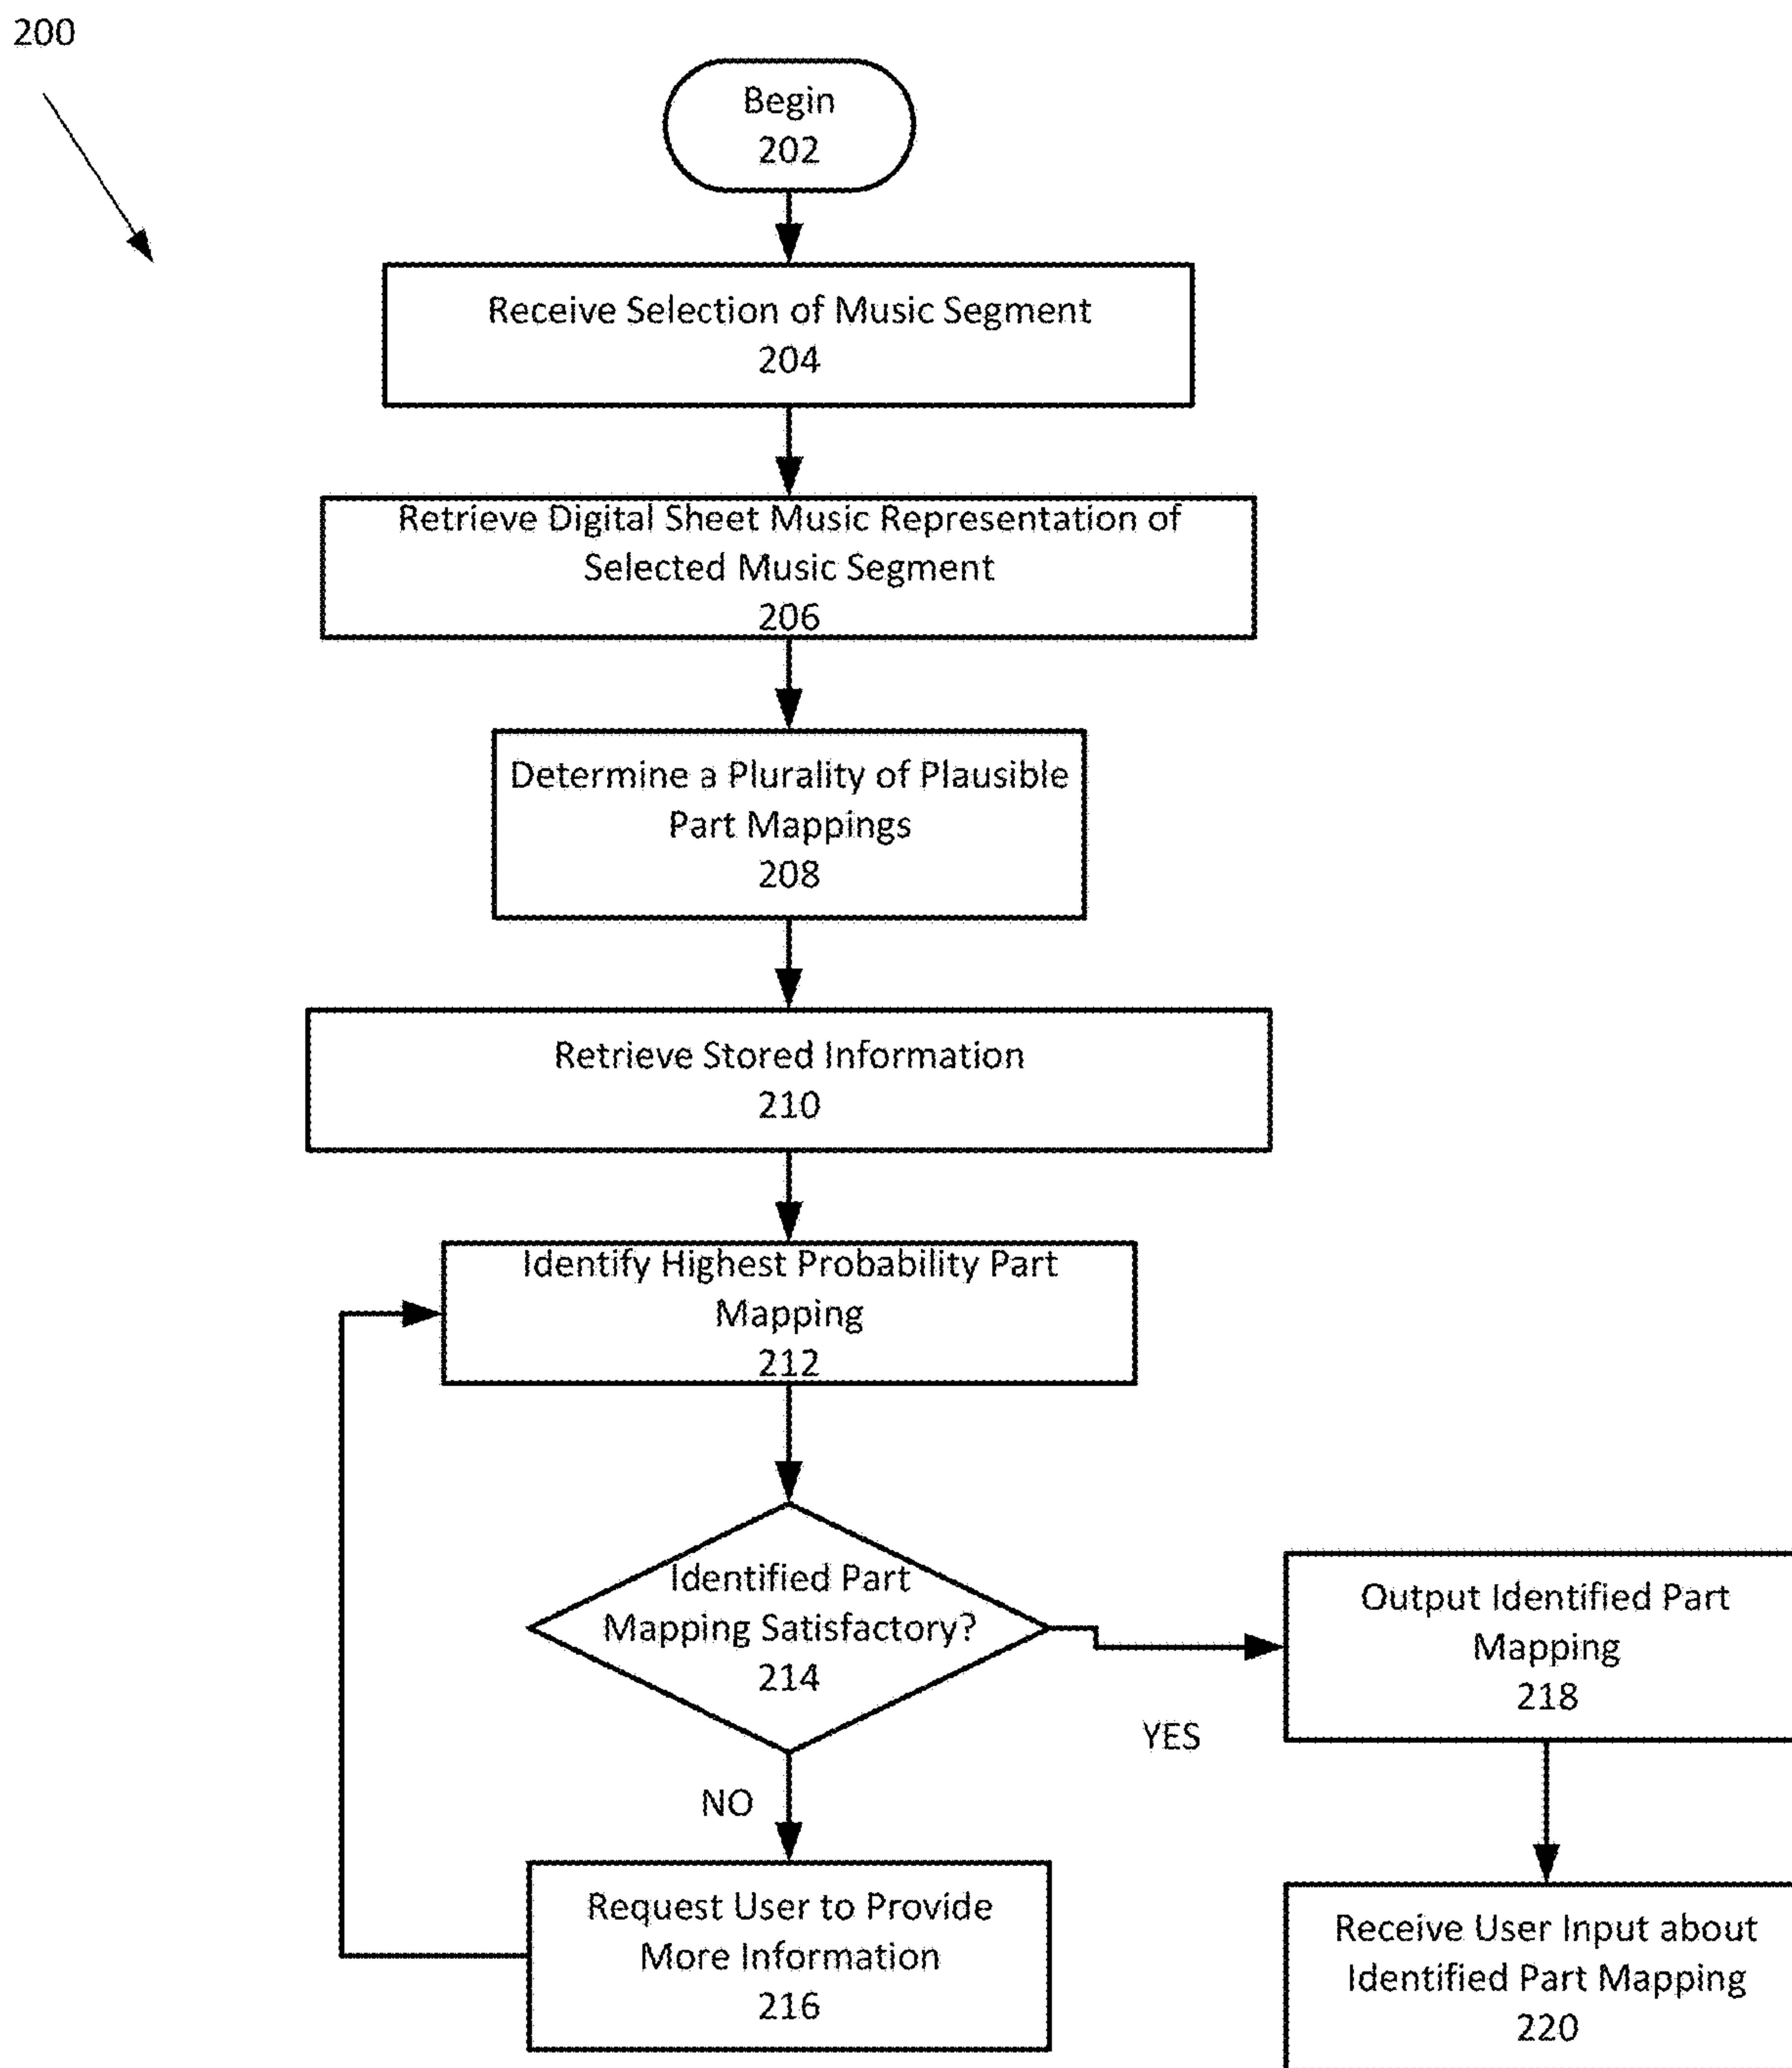 200
Begin
202
Receive Selection of Music Segment
204
Retrieve Digital Sheet Music Representation of
Selected Music Segment
206
Determine a Plurality of Plausible
Part Mappings
208
Retrieve Stored Information
210
Identify Highest Probability Part
Mapping
212
Identified Part
Mapping Satisfactory?
214
YES
NO
Output Identified Part
Mapping
218
Request User to Provide
More Information
216
Receive User Input about
Identified Part Mapping
220